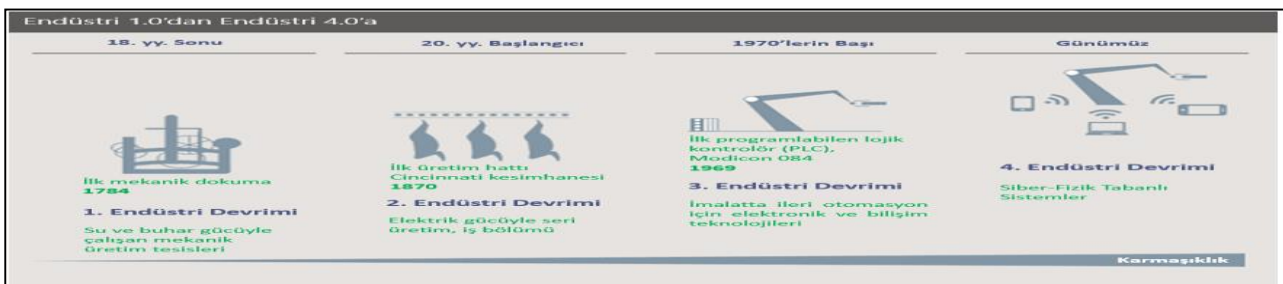 Endüstri 1.0'dan Endüstri 4.0'a
18. yy. Sonu
İlk mekanik dokuma
1784
1. Endüstri Devrimi
Su ve buhar gücüyle
çalışan mekanik
üretim tesisleri
20. yy. Başlangıcı
İlk üretim hattı
Cincinnati kesimhanesi
1870
2. Endüstri Devrimi
Elektrik gücüyle seri
üretim, iş bölümü
1970'lerin Başı
İlk programlabilen lojik
kontrolör (PLC),
Modicon 084
1969
3. Endüstri Devrimi
İmalatta ileri otomasyon
için elektronik ve bilişim
teknolojileri
Günümüz
4. Endüstri Devrimi
Siber-Fizik Tabanlı
Sistemler
Karmaşıklık